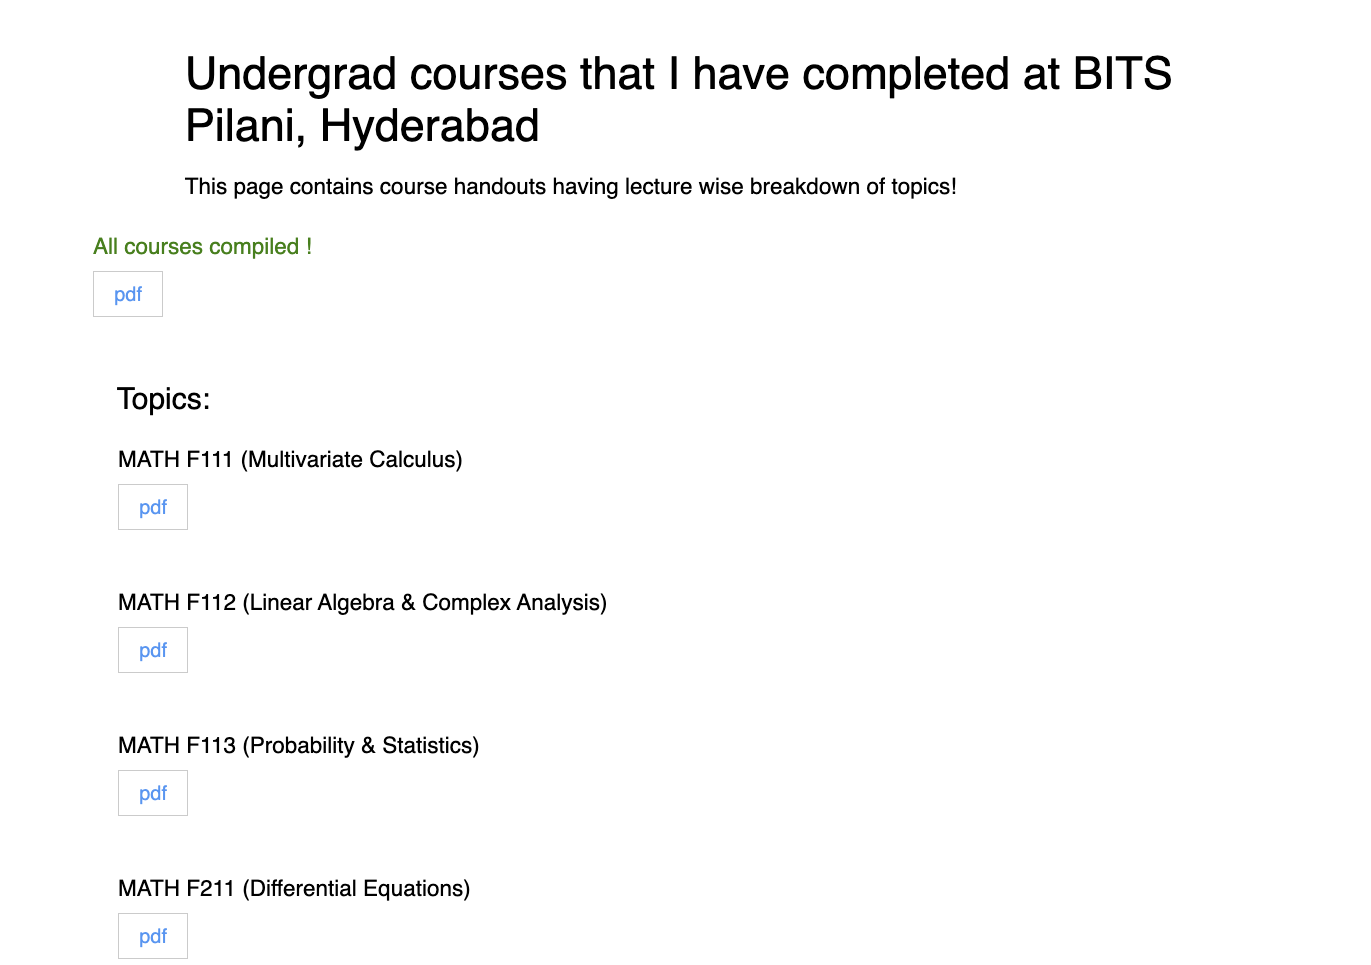 Undergrad courses that I have completed at BITS
Pilani, Hyderabad
This page contains course handouts having lecture wise breakdown of topics!
All courses compiled !
pdf
Topics:
MATH F111 (Multivariate Calculus)
pdf
MATH F112 (Linear Algebra & Complex Analysis)
pdf
MATH F113 (Probability & Statistics)
pdf
MATH F211 (Differential Equations)
pdf